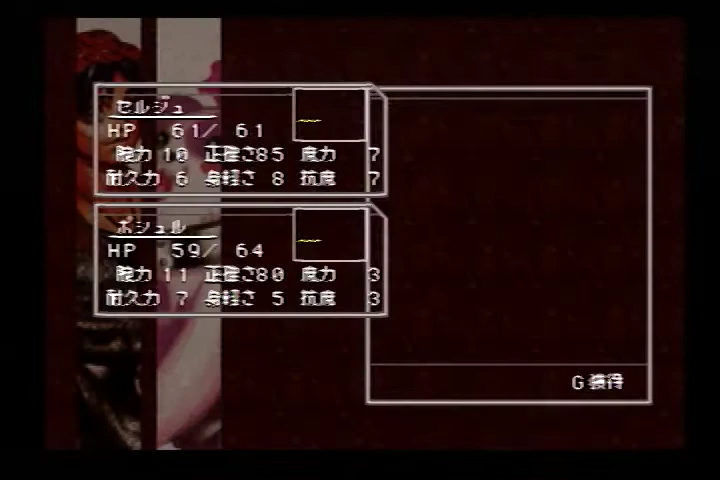 セルジュ
HP 61/ 61
腕力 10 正確さ85 魔力 7
耐久力 6 身軽さ 8 抗魔 7
ポシュル
HP 59/ 64
腕力 11 正確さ80 魔力 3
耐久力 7 身軽さ 5 抗魔 3
G獲得